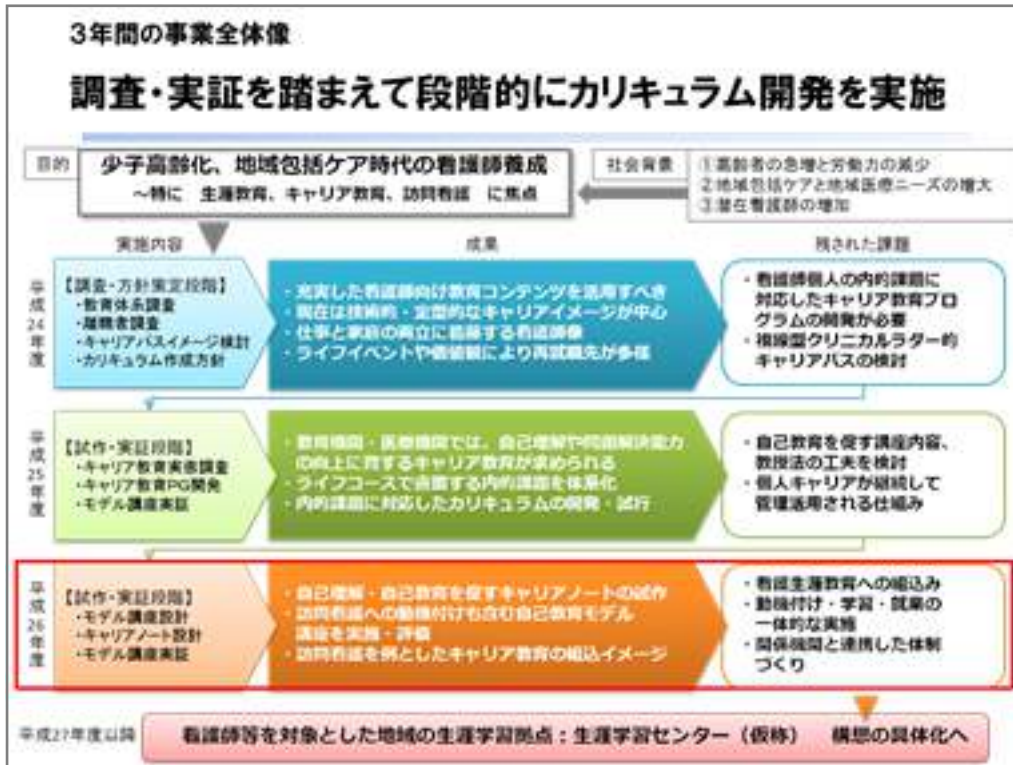 3年間の事業全体像
調査・実証を踏まえて段階的にカリキュラム開発を実施
目的
少子高齢化、地域包括ケア時代の看護師養成
～特に 生涯教育、キャリア教育、訪問看護 に焦点
社会背景
①高齢者の急増と労働力の減少
②地域包括ケアと地域医療ニーズの増大
③潜在看護師の増加
実施内容
成果
残された課題
平成24年度
【調査・方針策定段階】
・教育体系調査
・離職者調査
・キャリアパスイメージ検討
・カリキュラム作成方針
・充実した看護師向け教育コンテンツを活用すべき
・現在は技術的・定型的なキャリアイメージが中心
・仕事と家庭の両立に葛藤する看護師像
・ライフイベントや価値観により再就職先が多様
・看護師個人の内的課題に
対応したキャリア教育プロ
グラムの開発が必要
・複線型クリニカルラダー的
キャリアパスの検討
平成25年度
【試作・実証段階】
・キャリア教育実態調査
・キャリア教育PG開発
・モデル講座実証
・教育機関・医療機関では、自己理解や問題解決能力
の向上に資するキャリア教育が求められる
・ライフコースで直面する内的課題を体系化
・内的課題に対応したカリキュラムの開発・試行
・自己教育を促す講座内容、
教授法の工夫を検討
・個人キャリアが継続して
管理活用される仕組み
平成26年度
【試作・実証段階】
・モデル講座設計
・キャリアノート設計
・モデル講座実証
・自己理解・自己教育を促すキャリアノートの試作
・訪問看護への動機付けも含む自己教育モデル
講座を実施・評価
・訪問看護を例としたキャリア教育の組込イメージ
・看護生涯教育への組込み
・動機付け・学習・就業の
一体的な実施
・関係機関と連携した体制
づくり
平成27年度以降
看護師等を対象とした地域の生涯学習拠点：生涯学習センター（仮称） 構想の具体化へ